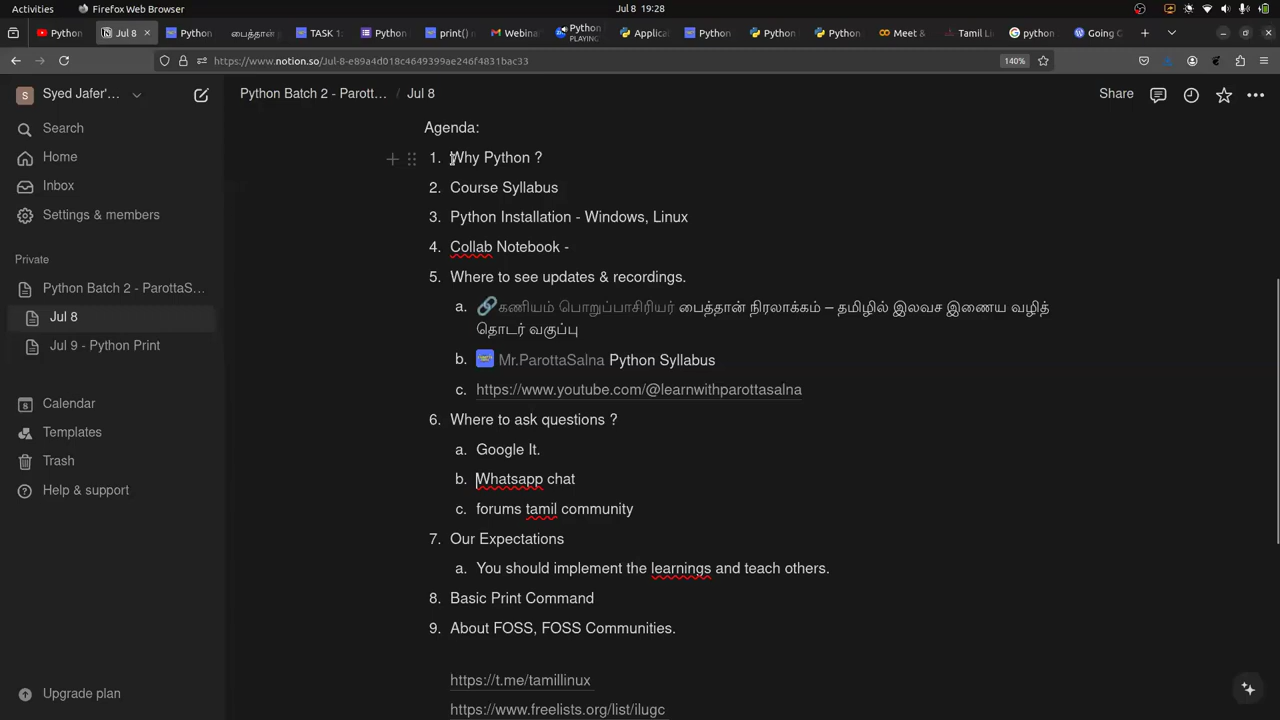 Activities Firefox Web Browser Jul 8 19:28
Python Jul 8 Python பைத்தான் TASK 1: Python print() Webina Python PLAYING Applica Python Python Python Meet & Tamil Li python Going O
https://www.notion.so/Jul-8-e89a4d018c4649399ae246f4831bac33 140%
Syed Jafer'... Python Batch 2 - Parott... / Jul 8 Share
Search
Home
Inbox
Settings & members
Private
Python Batch 2 - ParottaS...
Jul 8
Jul 9 - Python Print
Calendar
Templates
Trash
Help & support
Upgrade plan
Agenda:
1. Why Python ?
2. Course Syllabus
3. Python Installation - Windows, Linux
4. Collab Notebook -
5. Where to see updates & recordings.
a. கணியம் பொறுப்பாசிரியர் பைத்தான் நிரலாக்கம் – தமிழில் இலவச இணைய வழித்
தொடர் வகுப்பு
b. Mr.ParottaSalna Python Syllabus
c. https://www.youtube.com/@learnwithparottasalna
6. Where to ask questions ?
a. Google It.
b. Whatsapp chat
c. forums tamil community
7. Our Expectations
a. You should implement the learnings and teach others.
8. Basic Print Command
9. About FOSS, FOSS Communities.
https://t.me/tamillinux
https://www.freelists.org/list/ilugc